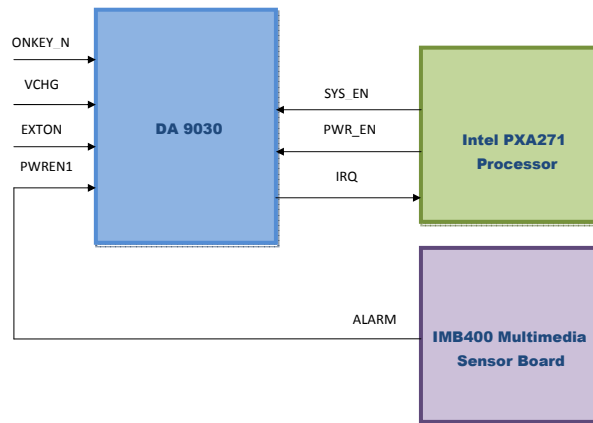 ONKEY_N
VCHG
EXTON
PWREN1
DA 9030
SYS_EN
PWR_EN
IRQ
Intel PXA271
Processor
ALARM
IMB400 Multimedia
Sensor Board